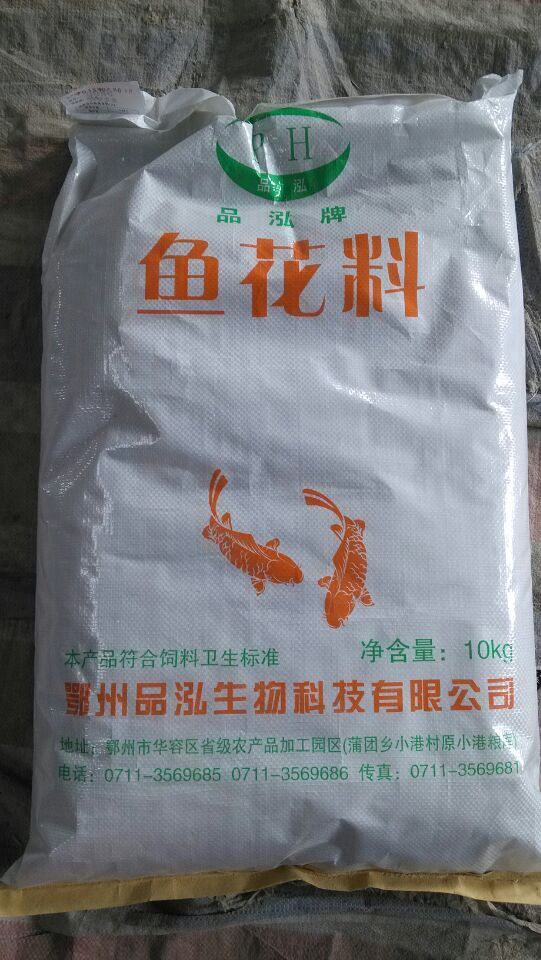 P H
品泓
品泓牌
鱼花料
本产品符合饲料卫生标准
净含量：10kg
鄂州品泓生物科技有限公司
地址：鄂州市华容区省级农产品加工园区(蒲团乡小港村原小港粮库)
电话：0711-3569685 0711-3569686 传真：0711-3569681